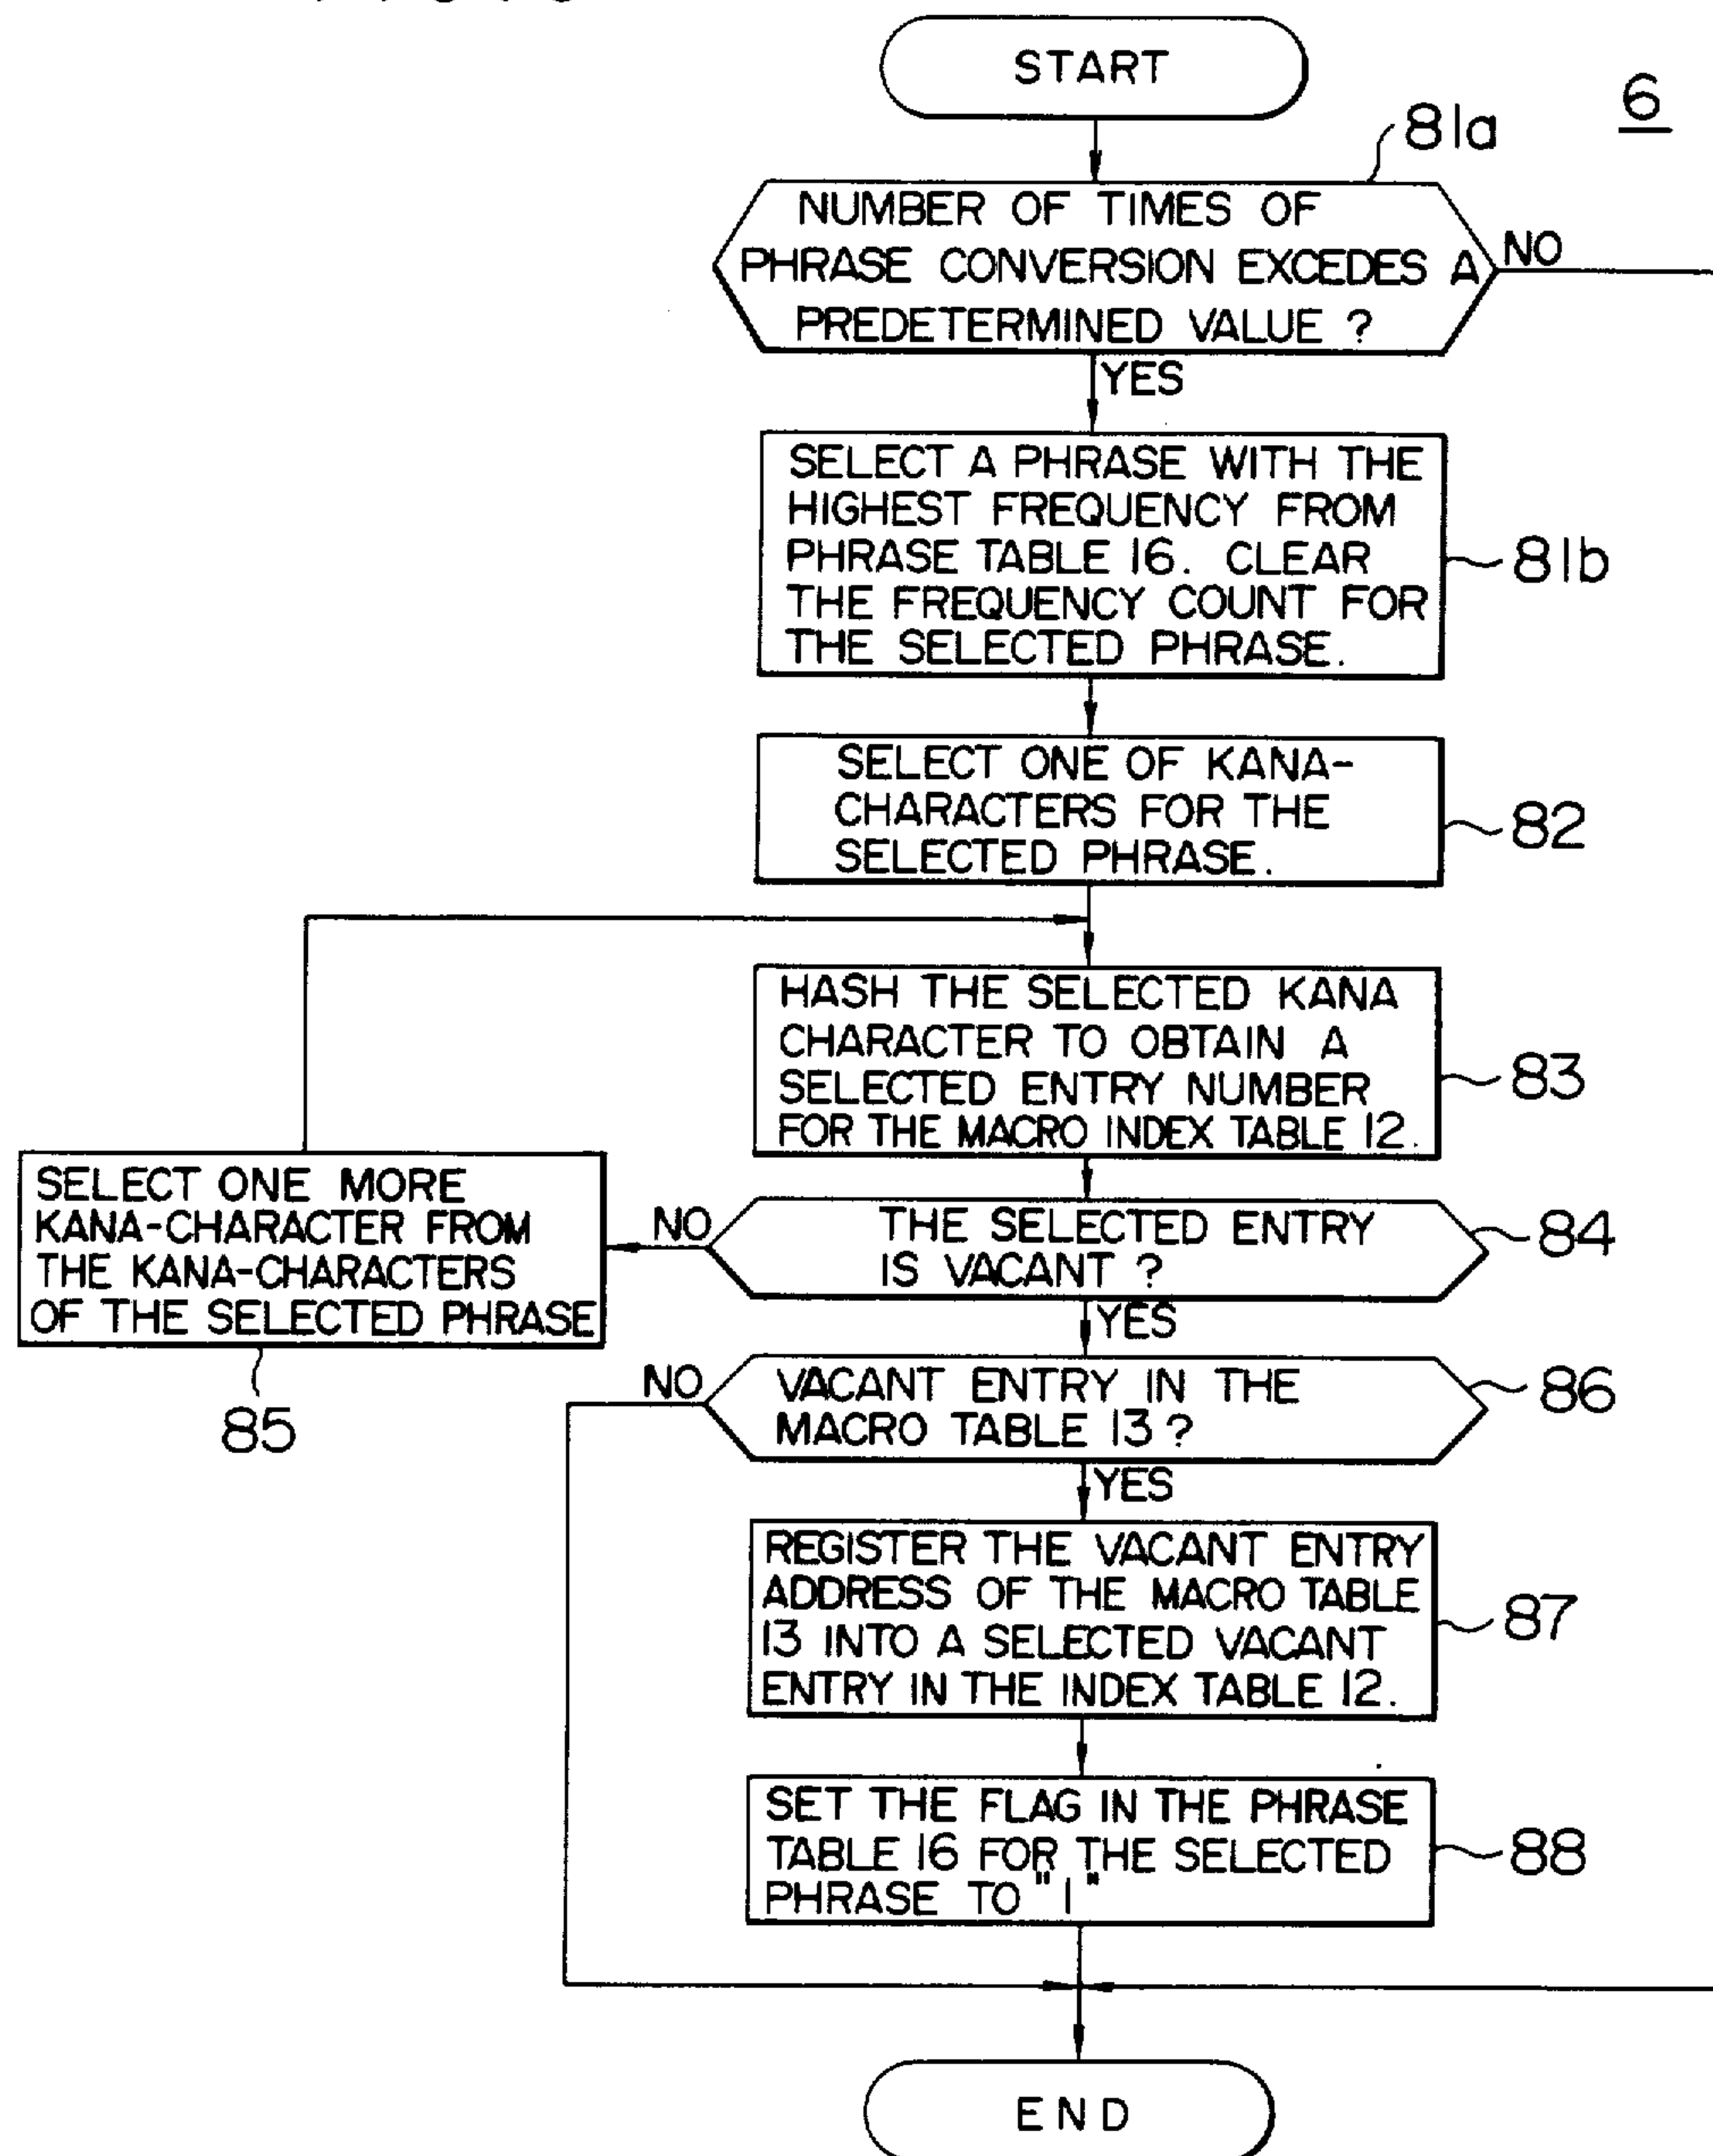 START
6
81a
NUMBER OF TIMES OF
PHRASE CONVERSION EXCEDES A
PREDETERMINED VALUE ?
NO
YES
SELECT A PHRASE WITH THE
HIGHEST FREQUENCY FROM
PHRASE TABLE 16. CLEAR
THE FREQUENCY COUNT FOR
THE SELECTED PHRASE.
81b
SELECT ONE OF KANA-
CHARACTERS FOR THE
SELECTED PHRASE.
82
HASH THE SELECTED KANA
CHARACTER TO OBTAIN A
SELECTED ENTRY NUMBER
FOR THE MACRO INDEX TABLE 12.
83
SELECT ONE MORE
KANA-CHARACTER FROM
THE KANA-CHARACTERS
OF THE SELECTED PHRASE
85
NO
THE SELECTED ENTRY
IS VACANT ?
84
YES
NO
VACANT ENTRY IN THE
MACRO TABLE 13 ?
86
YES
REGISTER THE VACANT ENTRY
ADDRESS OF THE MACRO TABLE
13 INTO A SELECTED VACANT
ENTRY IN THE INDEX TABLE 12.
87
SET THE FLAG IN THE PHRASE
TABLE 16 FOR THE SELECTED
PHRASE TO "1"
88
END